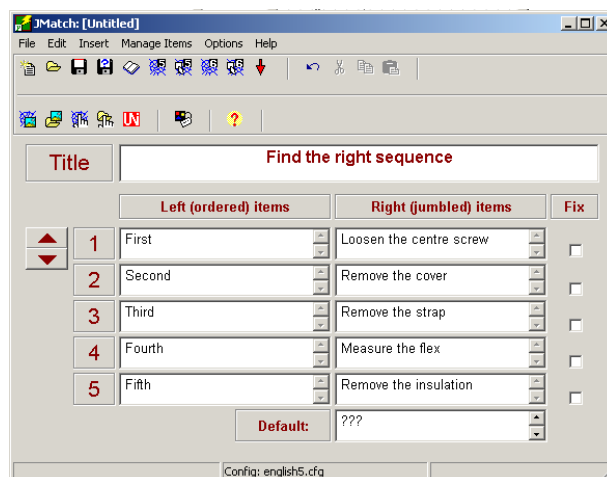 JMatch: [Untitled]
File Edit Insert Manage Items Options Help
Title
Find the right sequence
Left (ordered) items Right (jumbled) items Fix
1 First Loosen the centre screw
2 Second Remove the cover
3 Third Remove the strap
4 Fourth Measure the flex
5 Fifth Remove the insulation
Default: ???
Config: english5.cfg